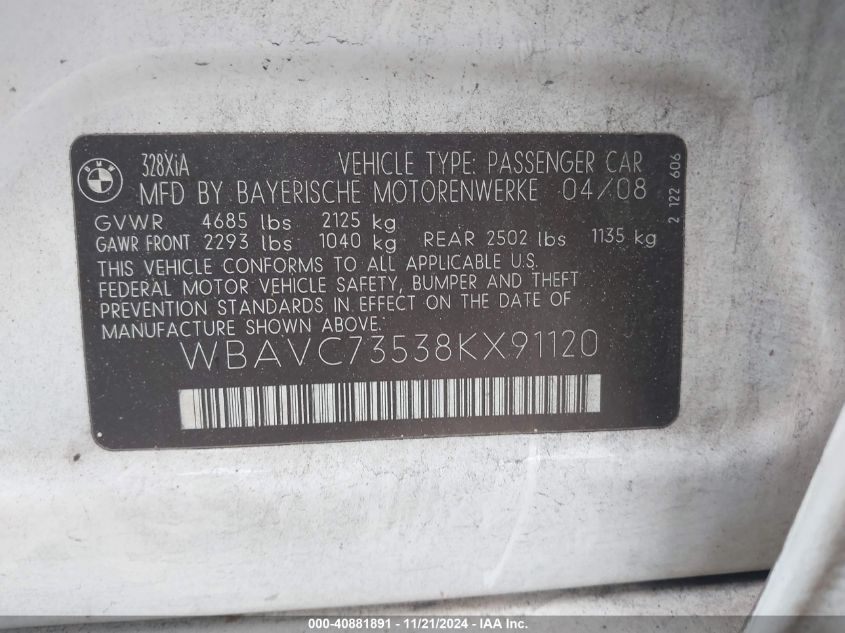 BMW
328XiA VEHICLE TYPE: PASSENGER CAR
MFD BY BAYERISCHE MOTORENWERKE 04/08
GVWR 4685 lbs 2125 kg
GAWR FRONT 2293 lbs 1040 kg REAR 2502 lbs 1135 kg
THIS VEHICLE CONFORMS TO ALL APPLICABLE U.S.
FEDERAL MOTOR VEHICLE SAFETY, BUMPER AND THEFT
PREVENTION STANDARDS IN EFFECT ON THE DATE OF
MANUFACTURE SHOWN ABOVE.
WBAVC73538KX91120
2 122 606
000-40881891 - 11/21/2024 - IAA Inc.